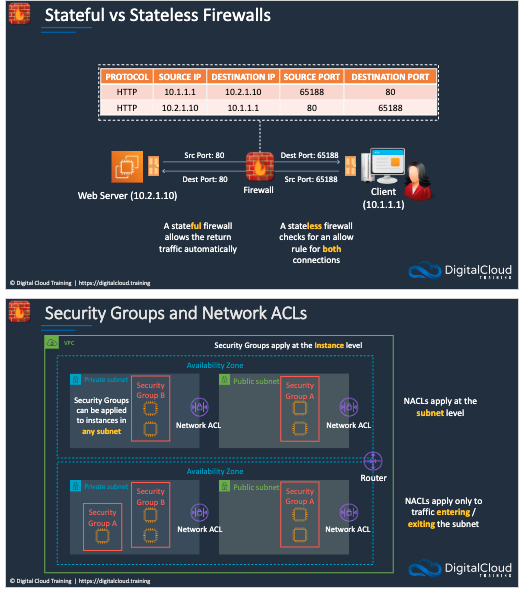 Stateful vs Stateless Firewalls
PROTOCOL SOURCE IP DESTINATION IP SOURCE PORT DESTINATION PORT
HTTP 10.1.1.1 10.2.1.10 65188 80
HTTP 10.2.1.10 10.1.1.1 80 65188
Src Port: 80
Dest Port: 65188
Dest Port: 80
Src Port: 65188
Web Server (10.2.1.10)
Firewall
Client
(10.1.1.1)
A stateful firewall
allows the return
traffic automatically
A stateless firewall
checks for an allow
rule for both
connections
DigitalCloud
TRAINING
© Digital Cloud Training | https://digitalcloud.training
Security Groups and Network ACLs
VPC
Security Groups apply at the instance level
Availability Zone
Private subnet
Security Groups
can be applied
to instances in
any subnet
Security
Group B
Network ACL
Public subnet
Security
Group A
Network ACL
NACLs apply at the
subnet level
Router
Availability Zone
Private subnet
Security
Group A
Security
Group B
Network ACL
Public subnet
Security
Group A
Network ACL
NACLs apply only to
traffic entering /
exiting the subnet
DigitalCloud
TRAINING
© Digital Cloud Training | https://digitalcloud.training